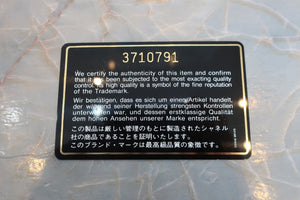 3710791
We certify the authenticity of this item and confirm
that it has been subjected to the most exacting quality
control. Its high quality is a symbol of the fine reputation
of the Trademark.
Wir bestätigen, dass es sich um einen Artikel handelt,
der während seiner Herstellung strengsten Kontrollen
unterworfen war, und dessen erstklassige Qualität
dem hohen Ansehen unserer Marke entspricht.
この製品は厳しい管理のもとに製造されたシャネル
社の商品であることを証明いたします。
このブランド・マークは最高級品質の象徴です。